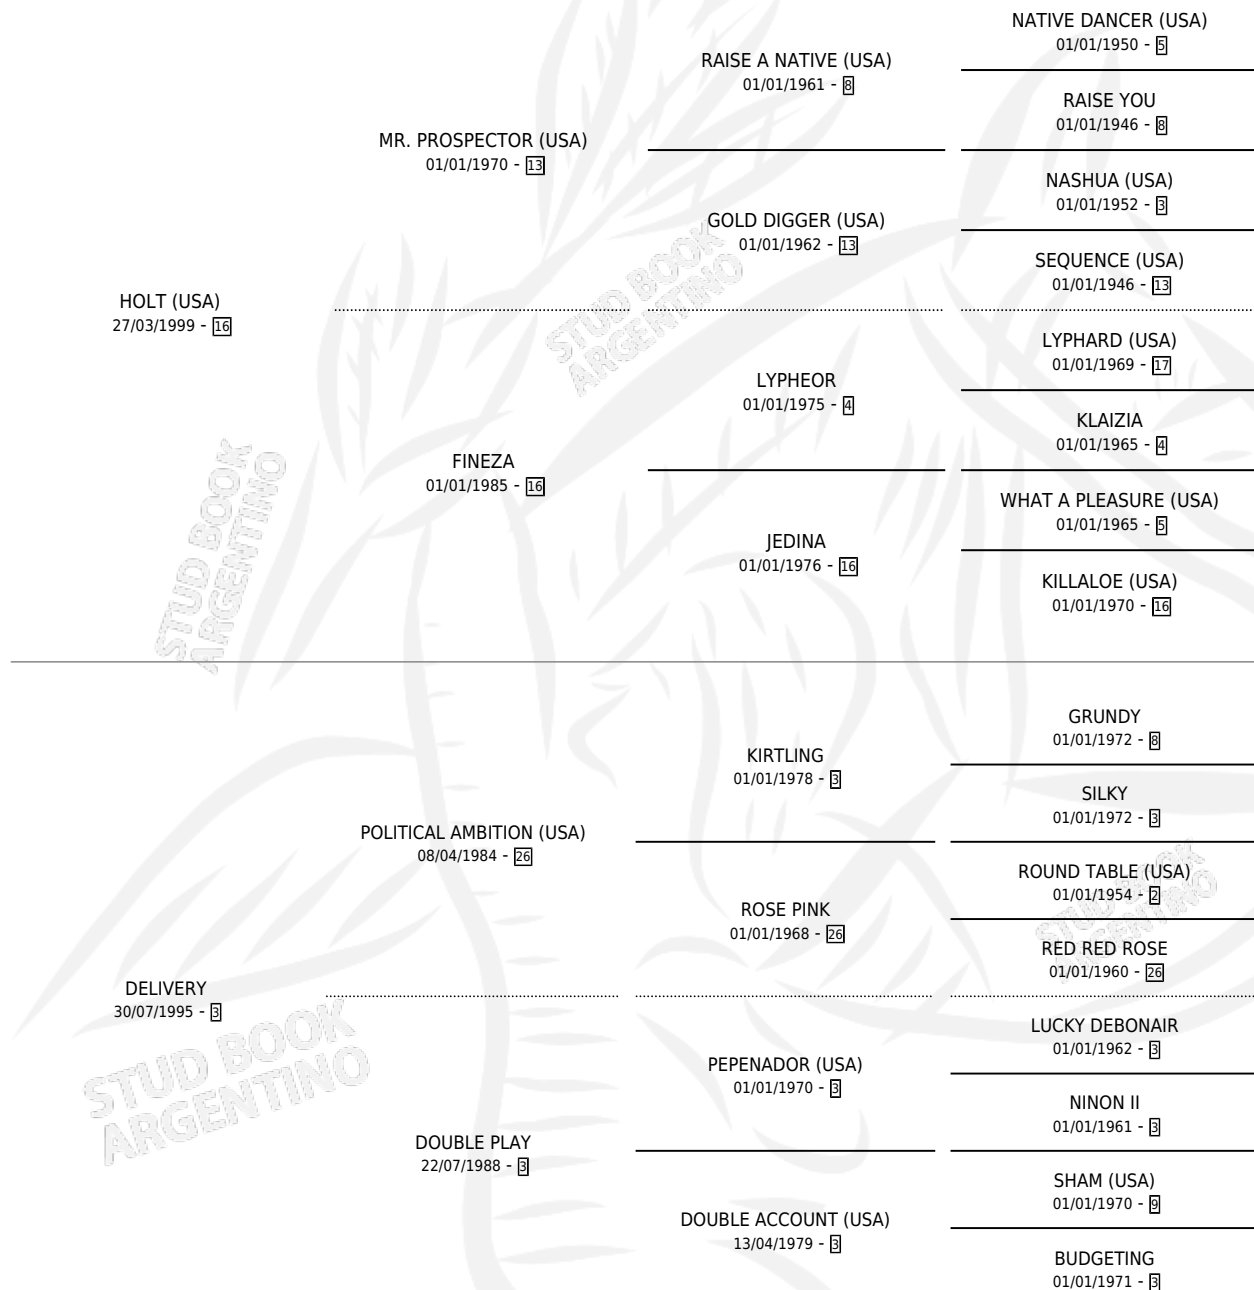 NATIVE DANCER (USA)
01/01/1950 - 5
RAISE A NATIVE (USA)
01/01/1961 - 8
RAISE YOU
01/01/1946 - 8
MR. PROSPECTOR (USA)
01/01/1970 - 13
NASHUA (USA)
01/01/1952 - 3
GOLD DIGGER (USA)
01/01/1962 - 13
SEQUENCE (USA)
01/01/1946 - 13
HOLT (USA)
27/03/1999 - 16
LYPHARD (USA)
01/01/1969 - 17
LYPHEOR
01/01/1975 - 4
KLAIZIA
01/01/1965 - 4
FINEZA
01/01/1985 - 16
WHAT A PLEASURE (USA)
01/01/1965 - 5
JEDINA
01/01/1976 - 16
KILLALOE (USA)
01/01/1970 - 16
GRUNDY
01/01/1972 - 8
KIRTLING
01/01/1978 - 3
SILKY
01/01/1972 - 3
POLITICAL AMBITION (USA)
08/04/1984 - 26
ROUND TABLE (USA)
01/01/1954 - 2
ROSE PINK
01/01/1968 - 26
RED RED ROSE
01/01/1960 - 26
DELIVERY
30/07/1995 - 3
LUCKY DEBONAIR
01/01/1962 - 3
PEPENADOR (USA)
01/01/1970 - 3
NINON II
01/01/1961 - 3
DOUBLE PLAY
22/07/1988 - 3
SHAM (USA)
01/01/1970 - 9
DOUBLE ACCOUNT (USA)
13/04/1979 - 3
BUDGETING
01/01/1971 - 3
STUD BOOK
ARGENTINO
STUD BOOK
ARGENTINO
STUD BOOK
ARGENTINO
STUD BOOK
ARGENTINO